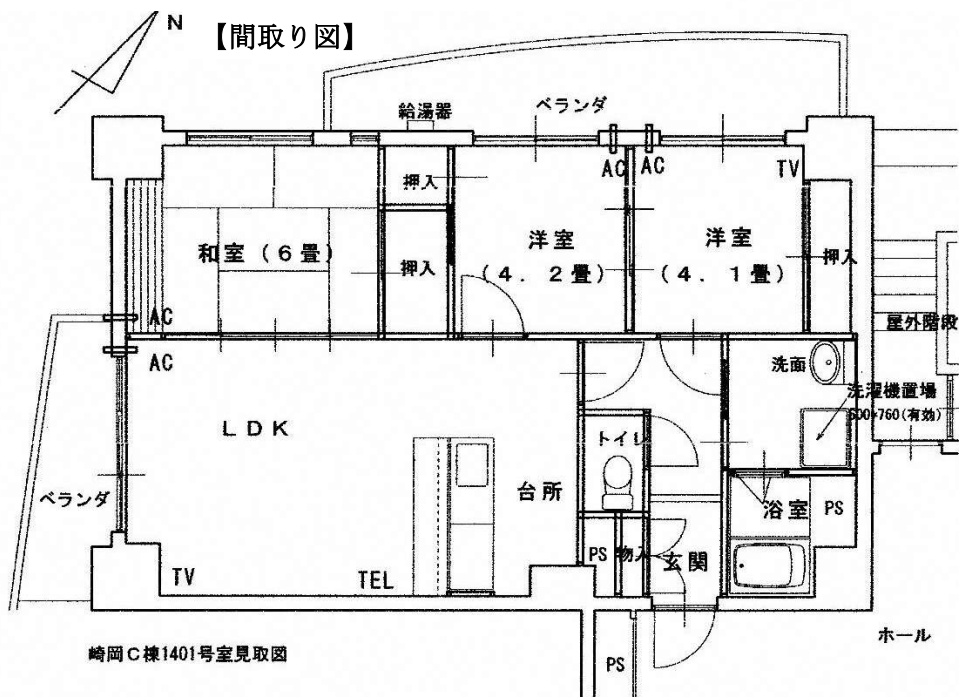 N
【間取り図】
給湯器
ベランダ
AC
AC
TV
押入
和室（６畳）
押入
洋室
（４．２畳）
洋室
（４．１畳）
押入
屋外階段
AC
AC
洗面
洗濯機置場
600*760(有効)
ＬＤＫ
トイレ
台所
ベランダ
浴室
PS
PS
物入
玄関
TV
TEL
ホール
崎岡Ｃ棟1401号室見取図
PS